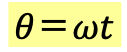 θ = ωt